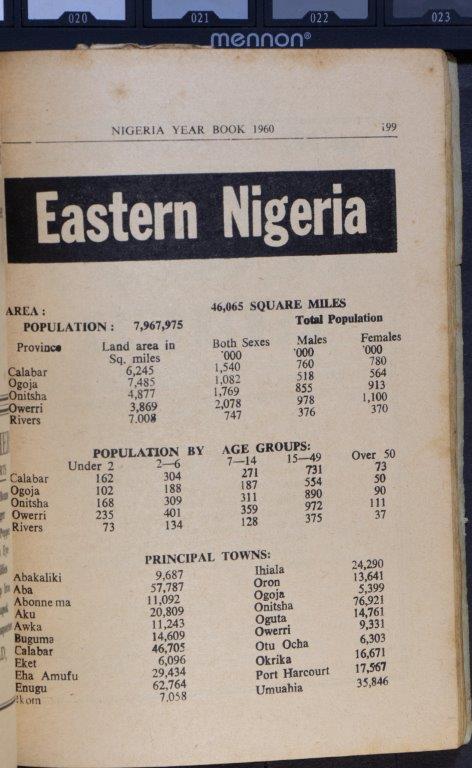 020 021 022 023
mennon®
NIGERIA YEAR BOOK 1960 199
Eastern Nigeria
AREA : 46,065 SQUARE MILES
POPULATION : 7,967,975 Total Population
Province Land area in Both Sexes Males Females
Sq. miles '000 '000 '000
Calabar 6,245 1,540 760 780
Ogoja 7,485 1,082 518 564
Onitsha 4,877 1,769 855 913
Owerri 3,869 2,078 978 1,100
Rivers 7.008 747 376 370
POPULATION BY AGE GROUPS:
Under 2 2—6 7—14 15—49 Over 50
Calabar 162 304 271 731 73
Ogoja 102 188 187 554 50
Onitsha 168 309 311 890 90
Owerri 235 401 359 972 111
Rivers 73 134 128 375 37
PRINCIPAL TOWNS:
Abakaliki 9,687 Ihiala 24,290
Aba 57,787 Oron 13,641
Abonnema 11,092 Ogoja 5,399
Aku 20,809 Onitsha 76,921
Awka 11,243 Oguta 14,761
Buguma 14,609 Owerri 9,331
Calabar 46,705 Otu Ocha 6,303
Eket 6,096 Okrika 16,671
Eha Amufu 29,434 Port Harcourt 17,567
Enugu 62,764 Umuahia 35,846
Ikom 7,058